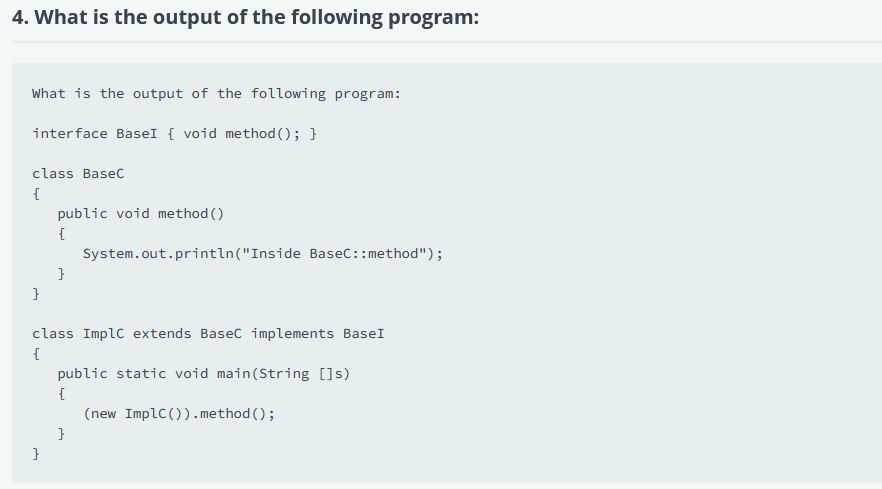 4. What is the output of the following program:
What is the output of the following program:
interface BaseI { void method(); }
class BaseC
{
public void method()
{
System.out.println("Inside BaseC::method");
}
}
class ImplC extends BaseC implements BaseI
{
public static void main(String []s)
{
(new ImplC()).method();
}
}